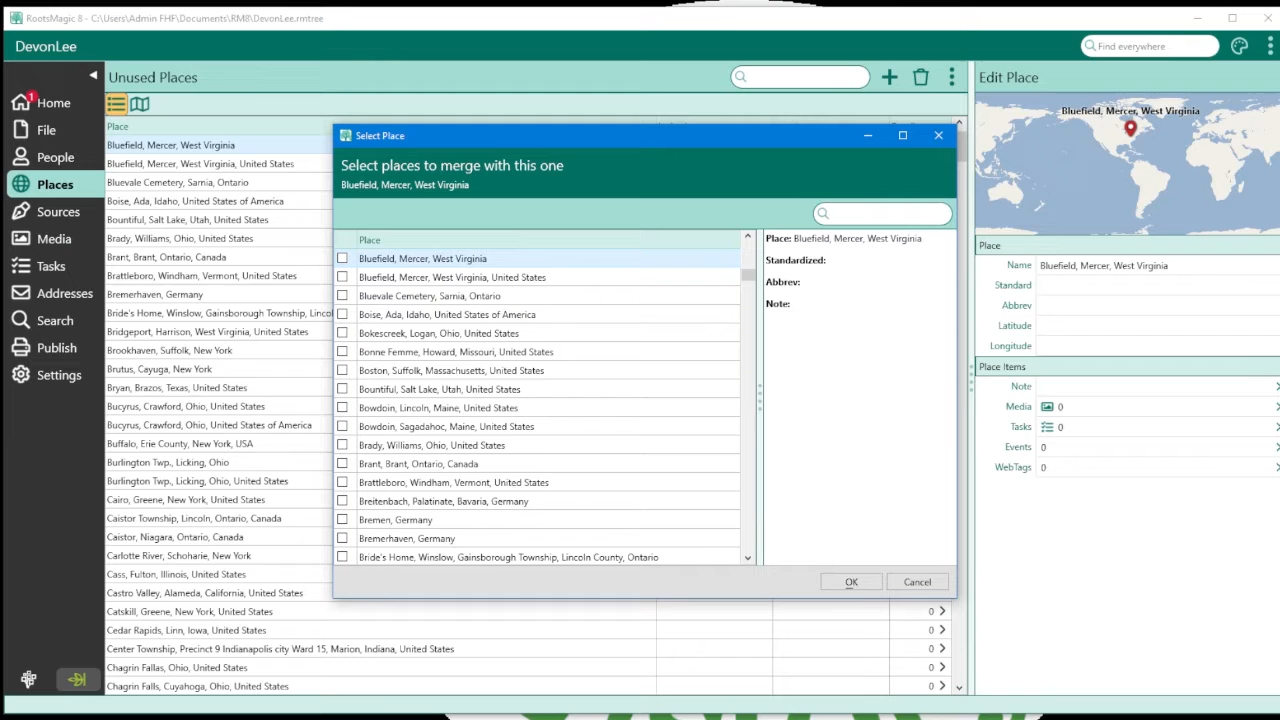 RootsMagic 8 - C:\Users\Admin FHF\Documents\RM8\DevonLee.rmtree
DevonLee
Find everywhere
1
Home
File
People
Places
Sources
Media
Tasks
Addresses
Search
Publish
Settings
Unused Places
Place
Bluefield, Mercer, West Virginia
Bluefield, Mercer, West Virginia, United States
Bluevale Cemetery, Sarnia, Ontario
Boise, Ada, Idaho, United States of America
Bountiful, Salt Lake, Utah, United States
Brady, Williams, Ohio, United States
Brant, Brant, Ontario, Canada
Brattleboro, Windham, Vermont, United States
Bremerhaven, Germany
Bride's Home, Winslow, Gainsborough Township, Lincol
Bridgeport, Harrison, West Virginia, United States
Brookhaven, Suffolk, New York
Brutus, Cayuga, New York
Bryan, Brazos, Texas, United States
Bucyrus, Crawford, Ohio, United States
Bucyrus, Crawford, Ohio, United States of America
Buffalo, Erie County, New York, USA
Burlington Twp., Licking, Ohio
Burlington Twp., Licking, Ohio, United States
Cairo, Greene, New York, United States
Caistor Township, Lincoln, Ontario, Canada
Caistor, Niagara, Ontario, Canada
Carlotte River, Schoharie, New York
Cass, Fulton, Illinois, United States
Castro Valley, Alameda, California, United States
Catskill, Greene, New York, United States 0
Cedar Rapids, Linn, Iowa, United States 0
Center Township, Precinct 9 Indianapolis city Ward 15, Marion, Indiana, United States 0
Chagrin Fallas, Ohio, United States 0
Chagrin Falls, Cuyahoga, Ohio, United States 0
Select Place
Select places to merge with this one
Bluefield, Mercer, West Virginia
Place
Bluefield, Mercer, West Virginia
Bluefield, Mercer, West Virginia, United States
Bluevale Cemetery, Sarnia, Ontario
Boise, Ada, Idaho, United States of America
Bokescreek, Logan, Ohio, United States
Bonne Femme, Howard, Missouri, United States
Boston, Suffolk, Massachusetts, United States
Bountiful, Salt Lake, Utah, United States
Bowdoin, Lincoln, Maine, United States
Bowdoin, Sagadahoc, Maine, United States
Brady, Williams, Ohio, United States
Brant, Brant, Ontario, Canada
Brattleboro, Windham, Vermont, United States
Breitenbach, Palatinate, Bavaria, Germany
Bremen, Germany
Bremerhaven, Germany
Bride's Home, Winslow, Gainsborough Township, Lincoln County, Ontario
Place: Bluefield, Mercer, West Virginia
Standardized:
Abbrev:
Note:
OK
Cancel
Edit Place
Bluefield, Mercer, West Virginia
Place
Name Bluefield, Mercer, West Virginia
Standard
Abbrev
Latitude
Longitude
Place Items
Note
Media 0
Tasks 0
Events 0
WebTags 0